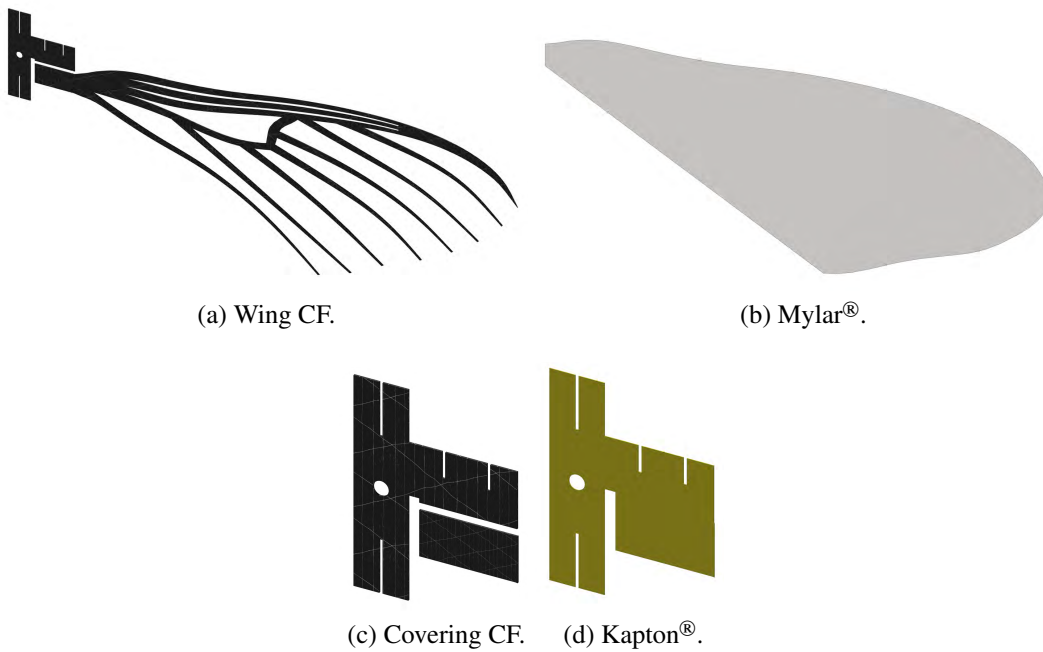 (a) Wing CF.
(b) Mylar®.
(c) Covering CF.
(d) Kapton®.